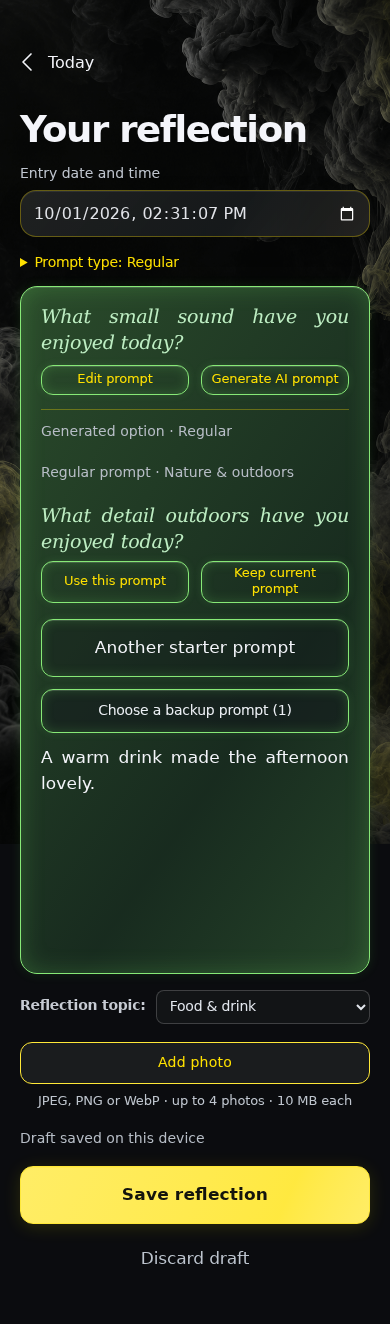 Today
Your reflection
Entry date and time
10/01/2026, 02:31:07 PM
Prompt type: Regular
What small sound have you
enjoyed today?
Edit prompt
Generate AI prompt
Generated option · Regular
Regular prompt · Nature & outdoors
What detail outdoors have you
enjoyed today?
Use this prompt
Keep current
prompt
Another starter prompt
Choose a backup prompt (1)
A warm drink made the afternoon
lovely.
Reflection topic:
Food & drink
Add photo
JPEG, PNG or WebP · up to 4 photos · 10 MB each
Draft saved on this device
Save reflection
Discard draft